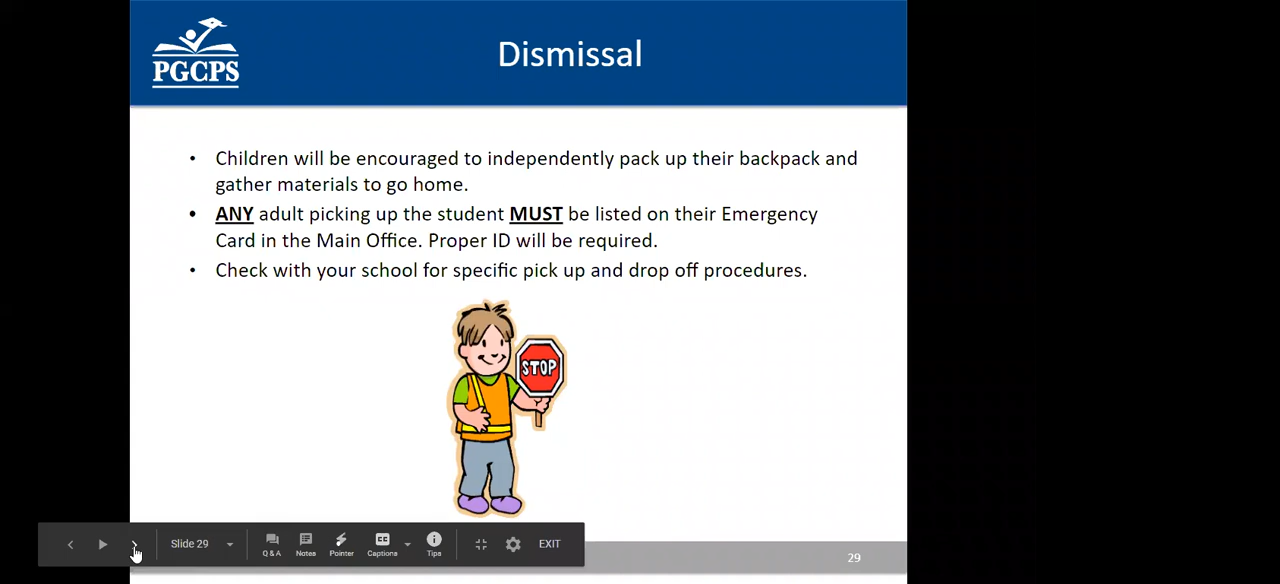 PGCPS
Dismissal
• Children will be encouraged to independently pack up their backpack and
gather materials to go home.
• ANY adult picking up the student MUST be listed on their Emergency
Card in the Main Office. Proper ID will be required.
• Check with your school for specific pick up and drop off procedures.
STOP
Slide 29
Q & A
Notes
Pointer
CC
Captions
Tips
EXIT
29